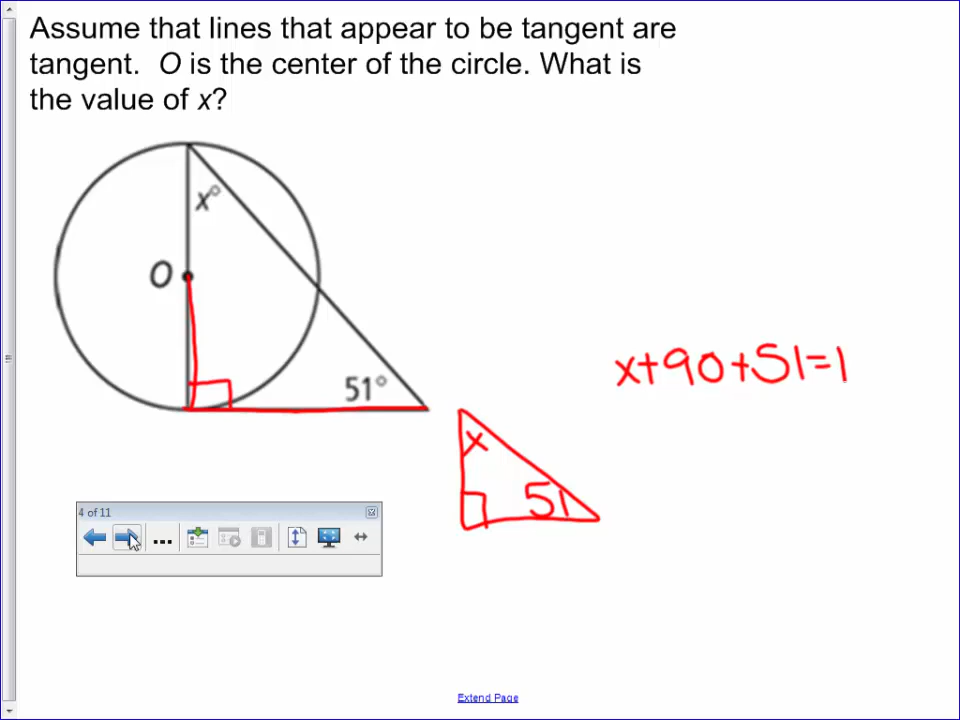 Assume that lines that appear to be tangent are
tangent. O is the center of the circle. What is
the value of x?
x°
O
51°
x+90+51=1
x
51
4 of 11
...
Extend Page